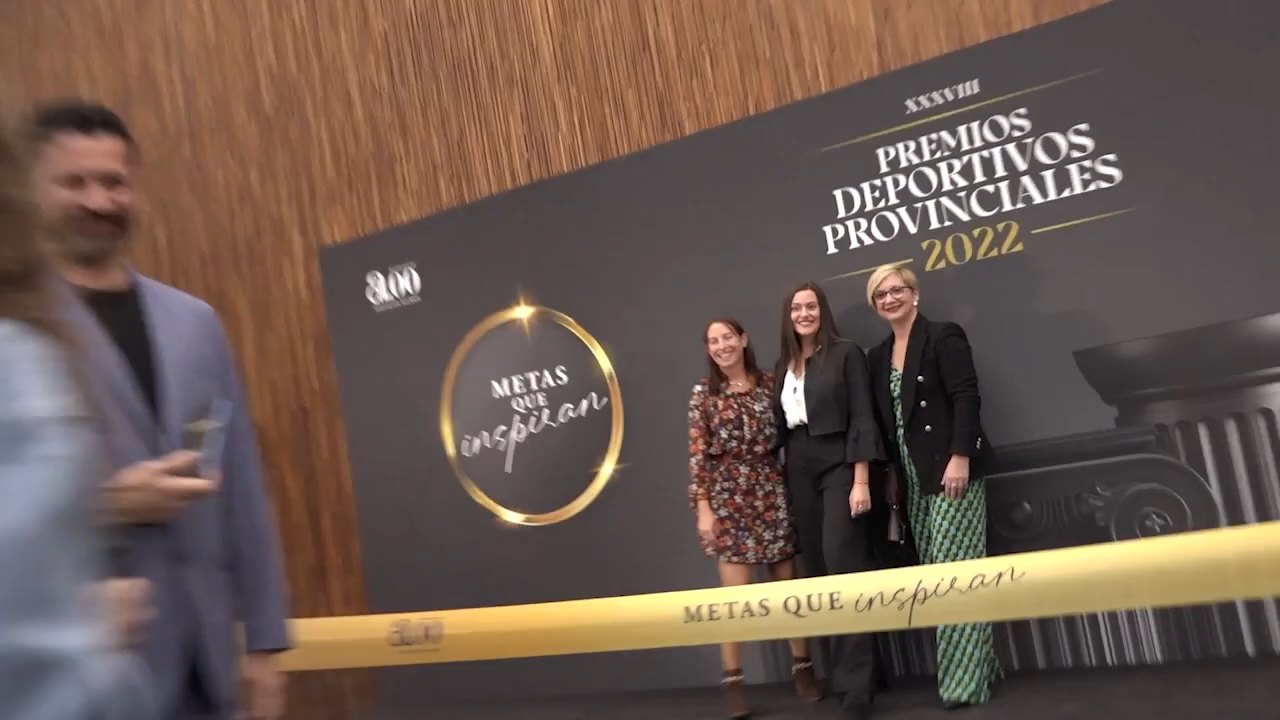 XXXVIII
PREMIOS
DEPORTIVOS
PROVINCIALES
2022
METAS
QUE
inspiran
METAS QUE inspiran